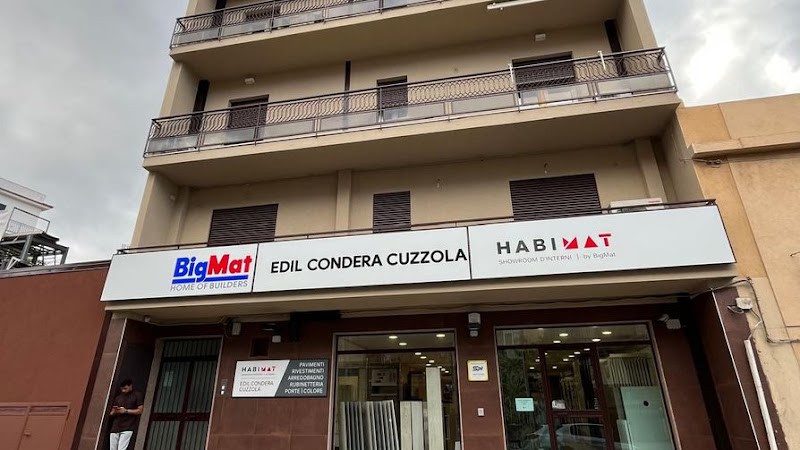 BigMat
HOME OF BUILDERS
EDIL CONDERA CUZZOLA
HABIMAT
SHOWROOM D'INTERNI | by BigMat
HABIMAT
EDIL CONDERA
CUZZOLA
PAVIMENTI
RIVESTIMENTI
ARREDOBAGNO
RUBINETTERIA
PORTE | COLORE